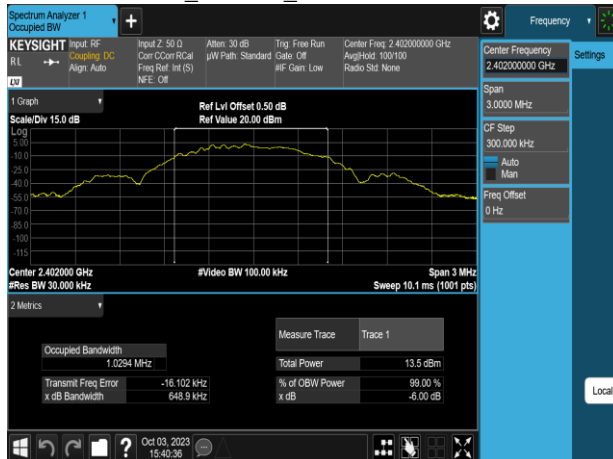 Spectrum Analyzer 1
Occupied BW
Frequency
KEYSIGHT
RL
LXI
Input: RF
Coupling: DC
Align: Auto
Input Z: 50 Ω
Corr CCorr RCal
Freq Ref: Int (S)
NFE: Off
Atten: 30 dB
µW Path: Standard
Trig: Free Run
Gate: Off
#IF Gain: Low
Center Freq: 2.402000000 GHz
Avg|Hold: 100/100
Radio Std: None
Center Frequency
2.402000000 GHz
Settings
Span
3.0000 MHz
CF Step
300.000 kHz
Auto
Man
Freq Offset
0 Hz
Local
1 Graph
Scale/Div 15.0 dB
Ref Lvl Offset 0.50 dB
Ref Value 20.00 dBm
Log
5.00
-10.0
-25.0
-40.0
-55.0
-70.0
-85.0
-100
-115
Center 2.402000 GHz
#Video BW 100.00 kHz
Span 3 MHz
#Res BW 30.000 kHz
Sweep 10.1 ms (1001 pts)
2 Metrics
Measure Trace
Trace 1
Occupied Bandwidth
1.0294 MHz
Total Power
13.5 dBm
Transmit Freq Error
-16.102 kHz
% of OBW Power
99.00 %
x dB Bandwidth
648.9 kHz
x dB
-6.00 dB
?
Oct 03, 2023
15:40:36